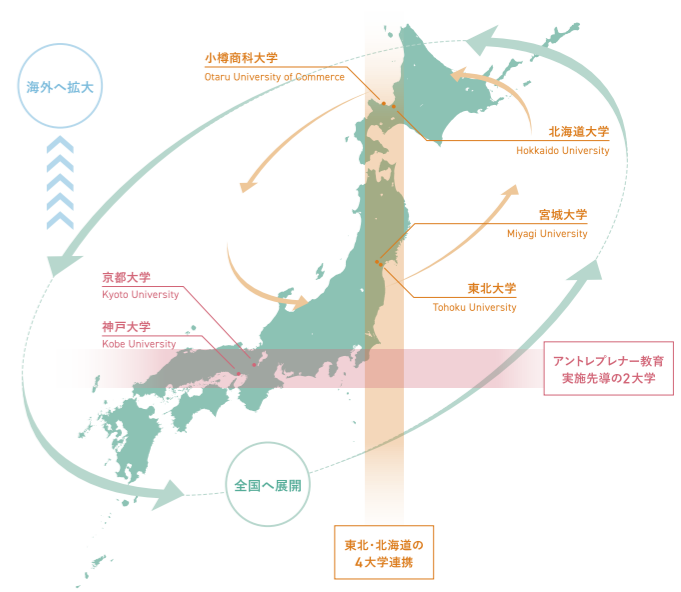 小樽商科大学
Otaru University of Commerce
海外へ拡大
北海道大学
Hokkaido University
宮城大学
Miyagi University
京都大学
Kyoto University
東北大学
Tohoku University
神戸大学
Kobe University
アントレプレナー教育
実施先導の2大学
全国へ展開
東北・北海道の
4大学連携